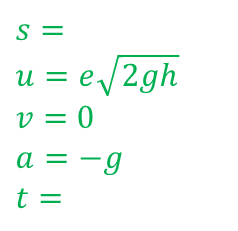 s =
u = e√2gh
v = 0
a = −g
t =